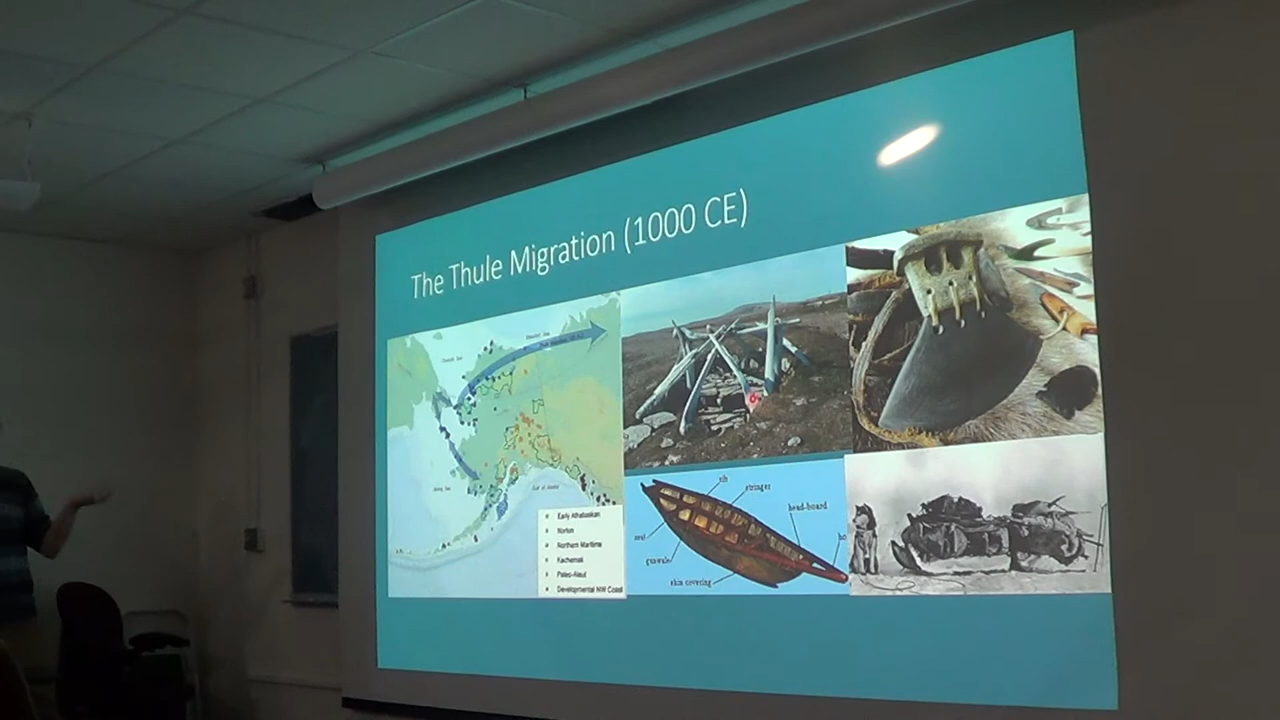 The Thule Migration (1000 CE)
Early Athabaskan
Norton
Northern Maritime
Kachemak
Paleo-Aleut
Developmental NW Coast
rib
stringer
head-board
gunwale
skin covering